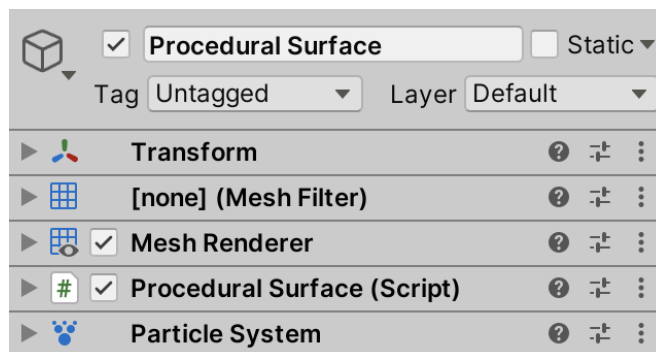 Procedural Surface Static
Tag Untagged Layer Default
Transform
[none] (Mesh Filter)
Mesh Renderer
# Procedural Surface (Script)
Particle System